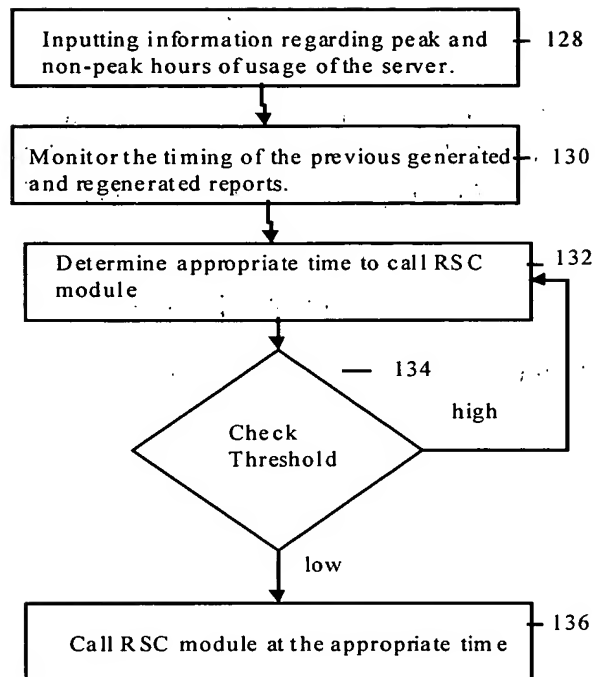 Inputting information regarding peak and
non-peak hours of usage of the server.
128
Monitor the timing of the previous generated
and regenerated reports.
130
Determine appropriate time to call RSC
module
132
134
high
Check
Threshold
low
Call RSC module at the appropriate time
136